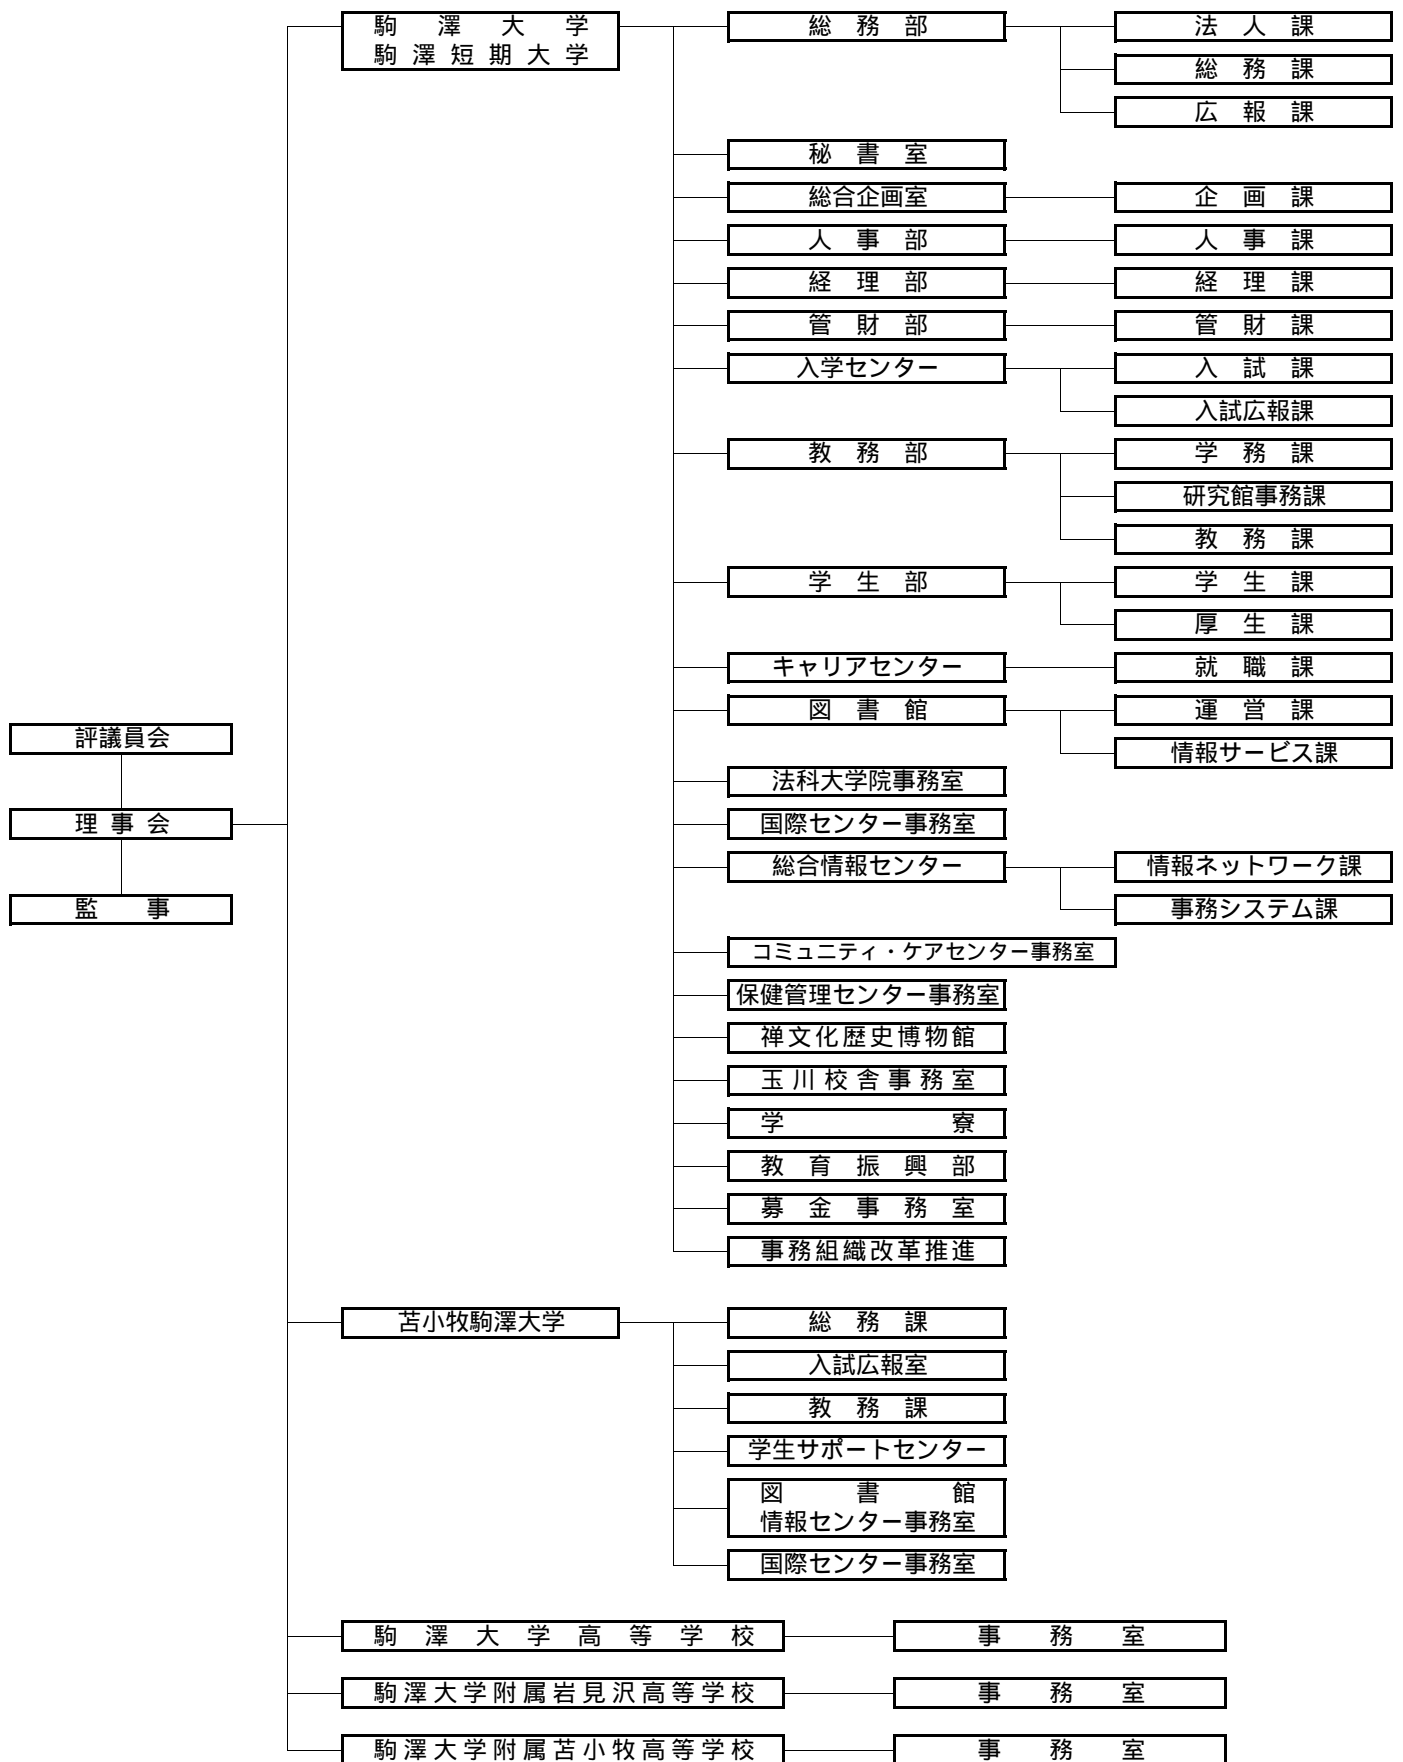 駒澤大学
駒澤短期大学
総務部
法人課
総務課
広報課
秘書室
総合企画室
企画課
人事部
人事課
経理部
経理課
管財部
管財課
入学センター
入試課
入試広報課
教務部
学務課
研究館事務課
教務課
学生部
学生課
厚生課
キャリアセンター
就職課
図書館
運営課
情報サービス課
評議員会
理事会
監事
法科大学院事務室
国際センター事務室
総合情報センター
情報ネットワーク課
事務システム課
コミュニティ・ケアセンター事務室
保健管理センター事務室
禅文化歴史博物館
玉川校舎事務室
学寮
教育振興部
募金事務室
事務組織改革推進
苫小牧駒澤大学
総務課
入試広報室
教務課
学生サポートセンター
図書館
情報センター事務室
国際センター事務室
駒澤大学高等学校
事務室
駒澤大学附属岩見沢高等学校
事務室
駒澤大学附属苫小牧高等学校
事務室